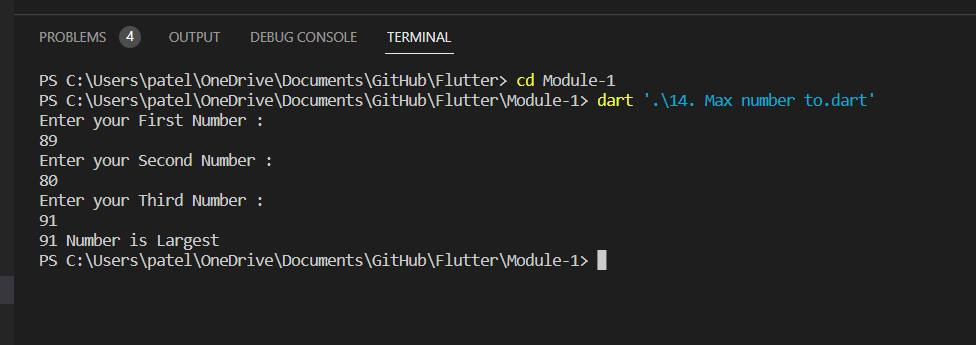 PROBLEMS 4 OUTPUT DEBUG CONSOLE TERMINAL
PS C:\Users\patel\OneDrive\Documents\GitHub\Flutter> cd Module-1
PS C:\Users\patel\OneDrive\Documents\GitHub\Flutter\Module-1> dart '.\14. Max number to.dart'
Enter your First Number :
89
Enter your Second Number :
80
Enter your Third Number :
91
91 Number is Largest
PS C:\Users\patel\OneDrive\Documents\GitHub\Flutter\Module-1>